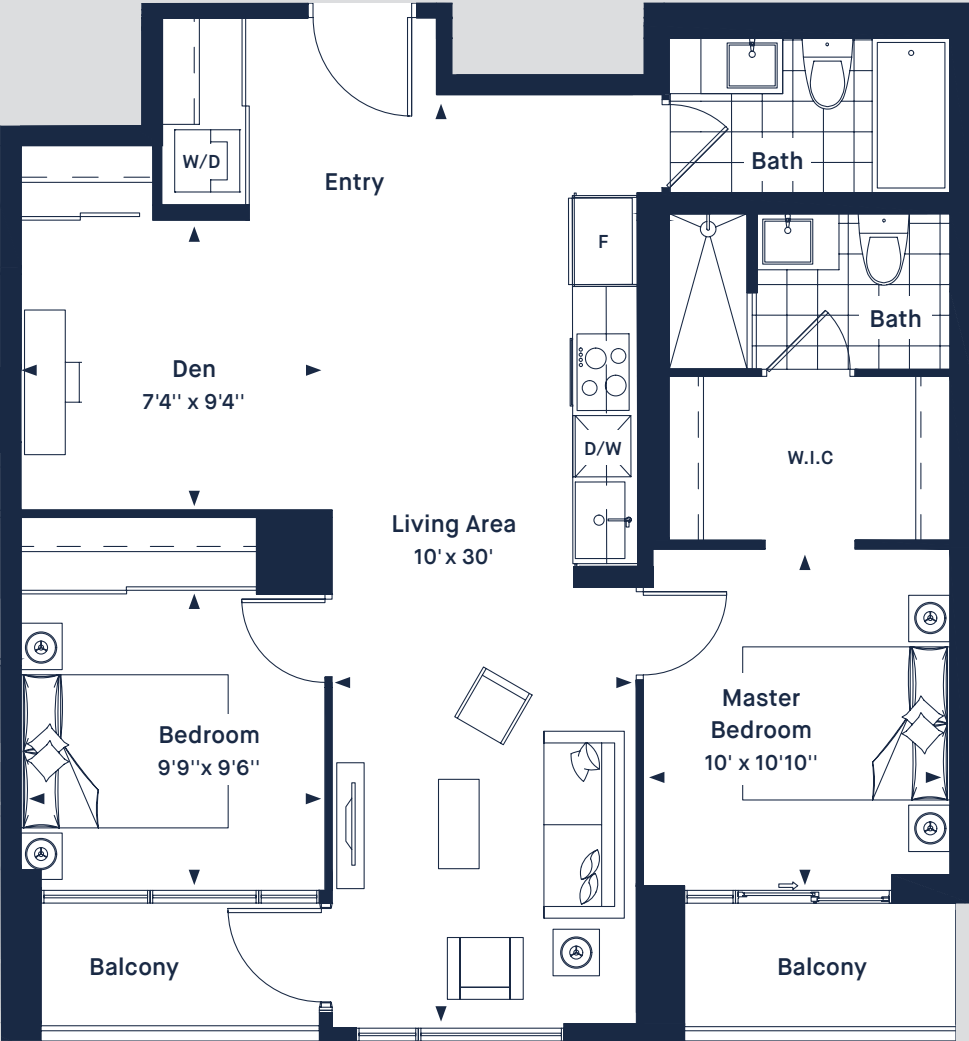 W/D
Entry
Bath
F
Bath
Den
7'4'' x 9'4''
D/W
W.I.C
Living Area
10' x 30'
Bedroom
9'9''x 9'6''
Master
Bedroom
10' x 10'10''
Balcony
Balcony